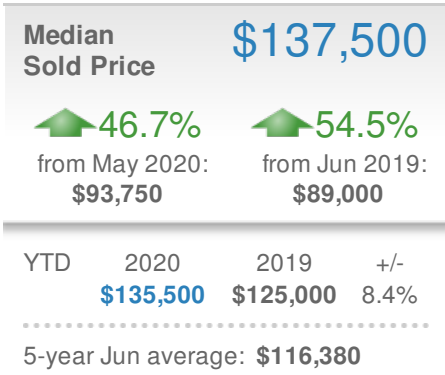 Median
Sold Price
$137,500
46.7%
from May 2020:
$93,750
54.5%
from Jun 2019:
$89,000
YTD 2020 2019 +/-
$135,500 $125,000 8.4%
5-year Jun average: $116,380